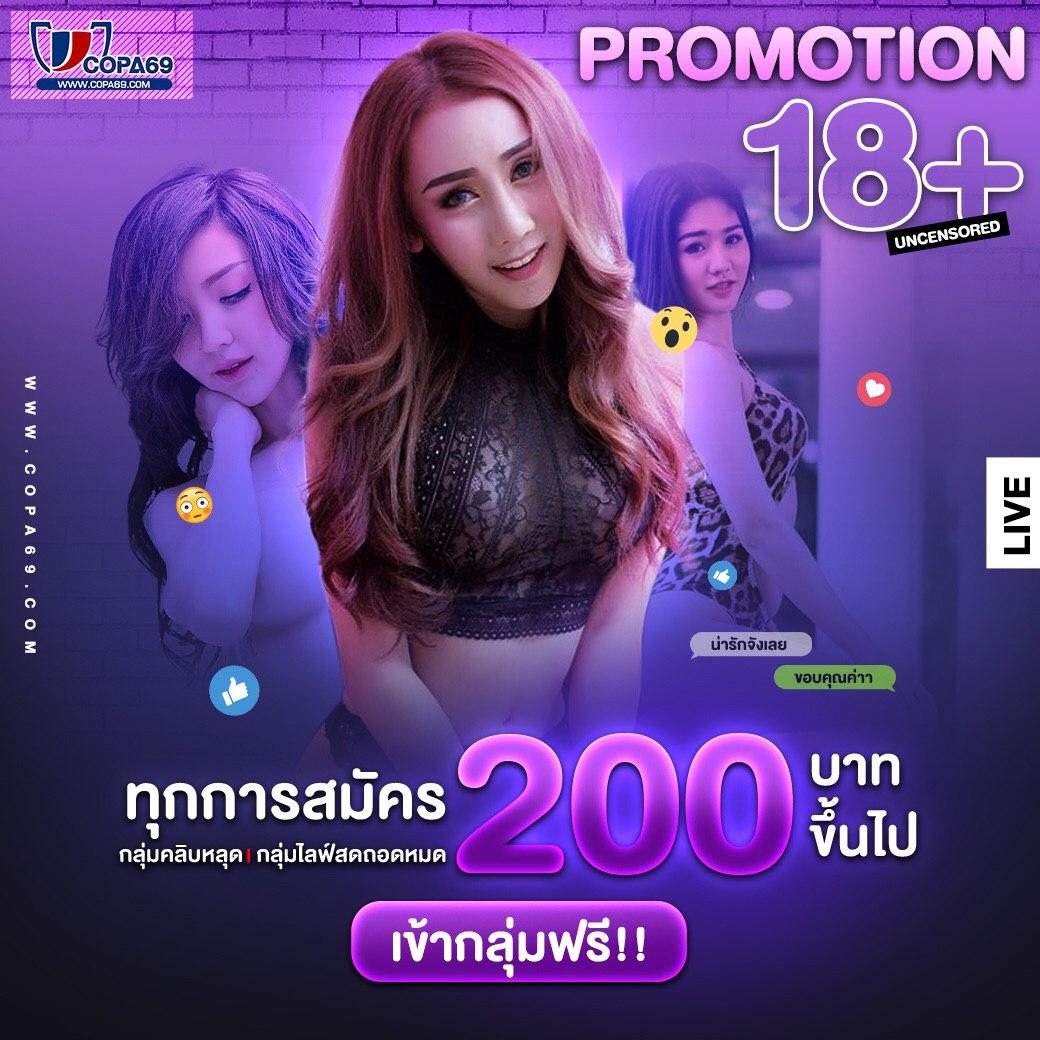 COPA69
WWW.COPA69.COM
PROMOTION
18+
UNCENSORED
WWW.COPA69.COM
LIVE
น่ารักจังเลย
ขอบคุณค่าา
ทุกการสมัคร 200 บาท
กลุ่มคลิบหลุด | กลุ่มไลฟ์สดถอดหมด
ขึ้นไป
เข้ากลุ่มฟรี!!